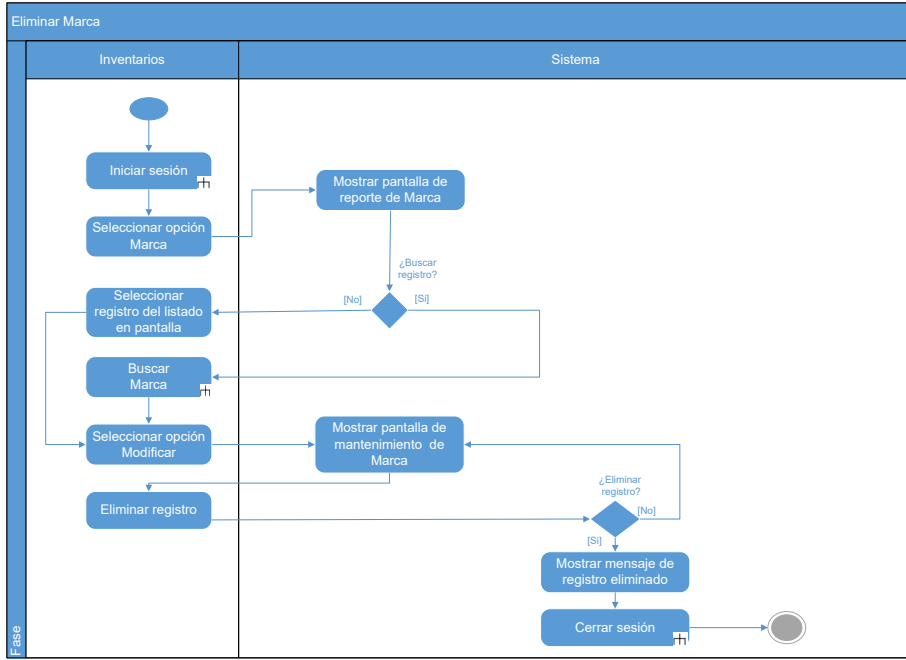 Eliminar Marca
Inventarios
Sistema
Fase
Iniciar sesión
Mostrar pantalla de
reporte de Marca
Seleccionar opción
Marca
¿Buscar
registro?
[No]
[Si]
Seleccionar
registro del listado
en pantalla
Buscar
Marca
Seleccionar opción
Modificar
Mostrar pantalla de
mantenimiento de
Marca
¿Eliminar
registro?
Eliminar registro
[No]
[Si]
Mostrar mensaje de
registro eliminado
Cerrar sesión